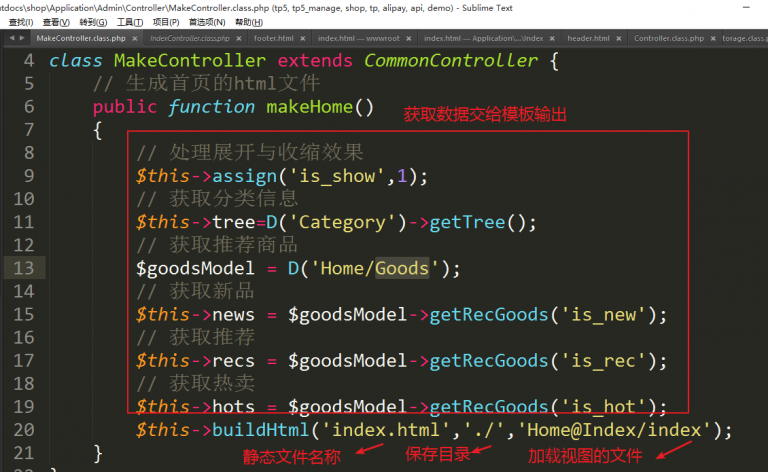 ntdocs\shop\Application\Admin\Controller\MakeController.class.php (tp5, tp5_manage, shop, tp, alipay, api, demo) - Sublime Text
查找(I) 查看(V) 转到(G) 工具(T) 项目(P) 首选项(N) 帮助(H)
MakeController.class.php IndexController.class.php footer.html index.html — wwwroot index.html — Application\...\Index header.html Controller.class.php torage.class.p
4 class MakeController extends CommonController {
5 // 生成首页的html文件
6 public function makeHome()
获取数据交给模板输出
7 {
8 // 处理展开与收缩效果
9 $this->assign('is_show',1);
10 // 获取分类信息
11 $this->tree=D('Category')->getTree();
12 // 获取推荐商品
13 $goodsModel = D('Home/Goods');
14 // 获取新品
15 $this->news = $goodsModel->getRecGoods('is_new');
16 // 获取推荐
17 $this->recs = $goodsModel->getRecGoods('is_rec');
18 // 获取热卖
19 $this->hots = $goodsModel->getRecGoods('is_hot');
20 $this->buildHtml('index.html','./','Home@Index/index');
21 }
静态文件名称 保存目录 加载视图的文件